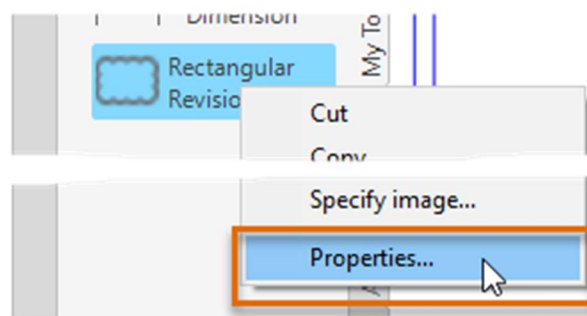 Dimension
Rectangular
Revisio
My To
Cut
Copy
Specify image...
Properties...
A